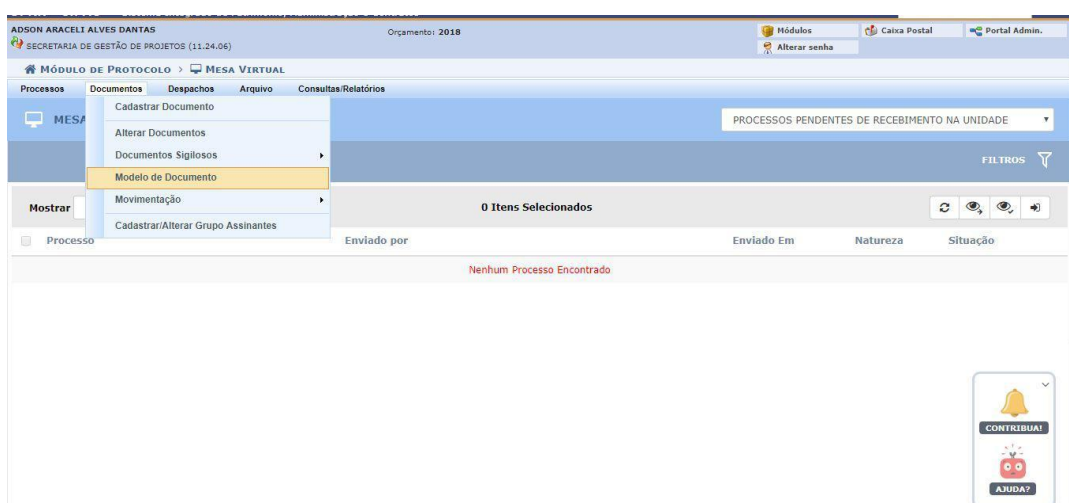 ADSON ARACELI ALVES DANTAS
Orçamento: 2018
Módulos
Caixa Postal
Portal Admin.
SECRETARIA DE GESTÃO DE PROJETOS (11.24.06)
Alterar senha
MÓDULO DE PROTOCOLO > MESA VIRTUAL
Processos Documentos Despachos Arquivo Consultas/Relatórios
Cadastrar Documento
Alterar Documentos
Documentos Sigilosos
Modelo de Documento
Movimentação
Cadastrar/Alterar Grupo Assinantes
MESA
PROCESSOS PENDENTES DE RECEBIMENTO NA UNIDADE
FILTROS
Mostrar
0 Itens Selecionados
Processo Enviado por Enviado Em Natureza Situação
Nenhum Processo Encontrado
CONTRIBUA!
AJUDA?